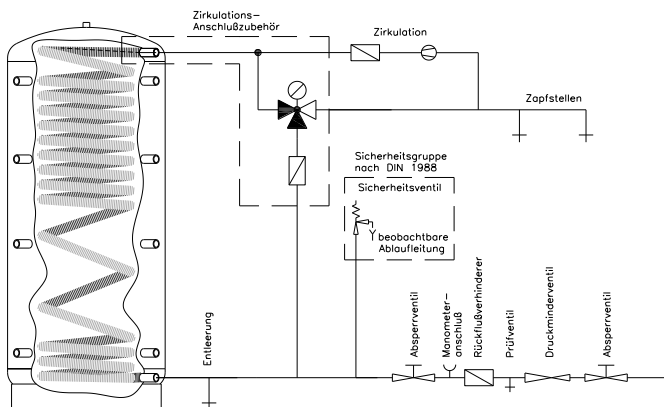 Zirkulations-
Anschlußzubehör
Zirkulation
Zapfstellen
Sicherheitsgruppe
nach DIN 1988
Sicherheitsventil
beobachtbare
Ablaufleitung
Entleerung
Absperrventil
Manometer-
anschluß
Rückflußverhinderer
Prüfventil
Druckminderventil
Absperrventil